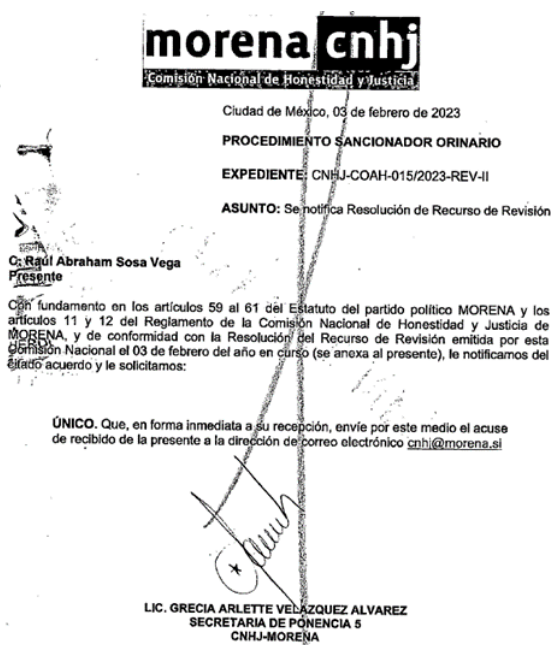 morena cnhj
Comisión Nacional de Honestidad y Justicia
Ciudad de México, 03 de febrero de 2023
PROCEDIMIENTO SANCIONADOR ORINARIO
EXPEDIENTE: CNHJ-COAH-015/2023-REV-II
ASUNTO: Se notifica Resolución de Recurso de Revisión
C. Raúl Abraham Sosa Vega
Presente
Con fundamento en los artículos 59 al 61 del Estatuto del partido político MORENA y los
artículos 11 y 12 del Reglamento de la Comisión Nacional de Honestidad y Justicia de
MORENA, y de conformidad con la Resolución del Recurso de Revisión emitida por esta
Comisión Nacional el 03 de febrero del año en curso (se anexa al presente), le notificamos del
citado acuerdo y le solicitamos:
ÚNICO. Que, en forma inmediata a su recepción, envíe por este medio el acuse
de recibido de la presente a la dirección de correo electrónico cnhj@morena.si
LIC. GRECIA ARLETTE VELÁZQUEZ ALVAREZ
SECRETARIA DE PONENCIA 5
CNHJ-MORENA